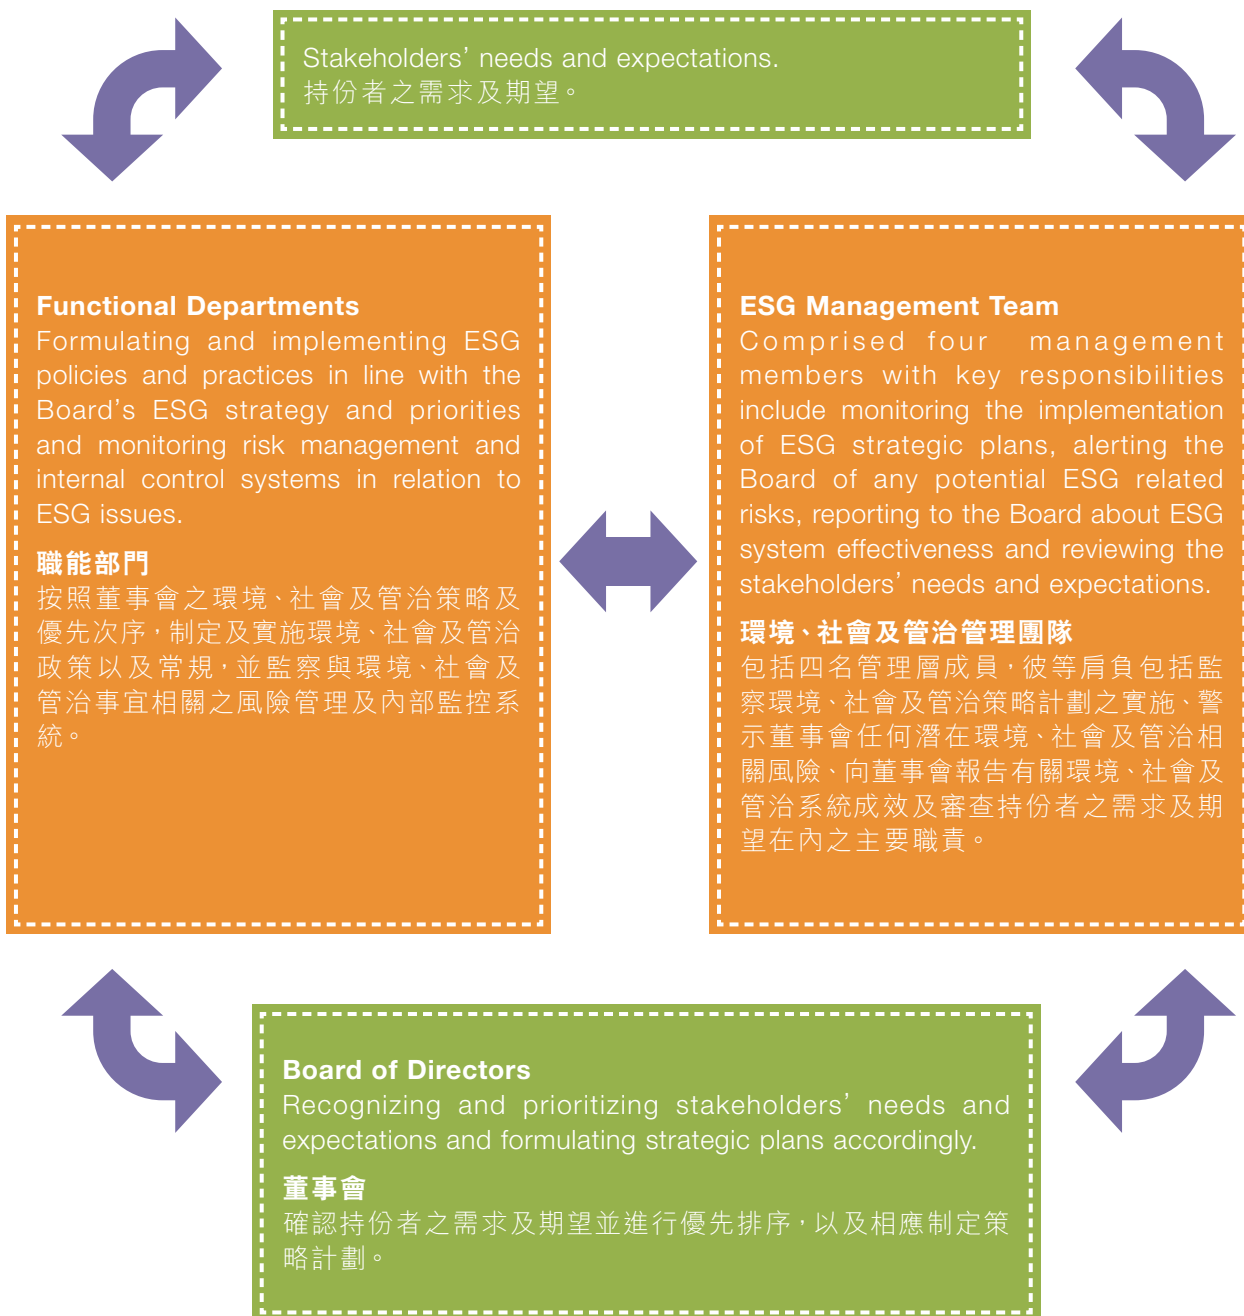 Stakeholders’ needs and expectations.
持份者之需求及期望。
Functional Departments
Formulating and implementing ESG
policies and practices in line with the
Board’s ESG strategy and priorities
and monitoring risk management and
internal control systems in relation to
ESG issues.
職能部門
按照董事會之環境、社會及管治策略及
優先次序，制定及實施環境、社會及管治
政策以及常規，並監察與環境、社會及
管治事宜相關之風險管理及內部監控系
統。
ESG Management Team
Comprised four management
members with key responsibilities
include monitoring the implementation
of ESG strategic plans, alerting the
Board of any potential ESG related
risks, reporting to the Board about ESG
system effectiveness and reviewing the
stakeholders’ needs and expectations.
環境、社會及管治管理團隊
包括四名管理層成員，彼等肩負包括監
察環境、社會及管治策略計劃之實施、警
示董事會任何潛在環境、社會及管治相
關風險、向董事會報告有關環境、社會及
管治系統成效及審查持份者之需求及期
望在內之主要職責。
Board of Directors
Recognizing and prioritizing stakeholders’ needs and
expectations and formulating strategic plans accordingly.
董事會
確認持份者之需求及期望並進行優先排序，以及相應制定策
略計劃。